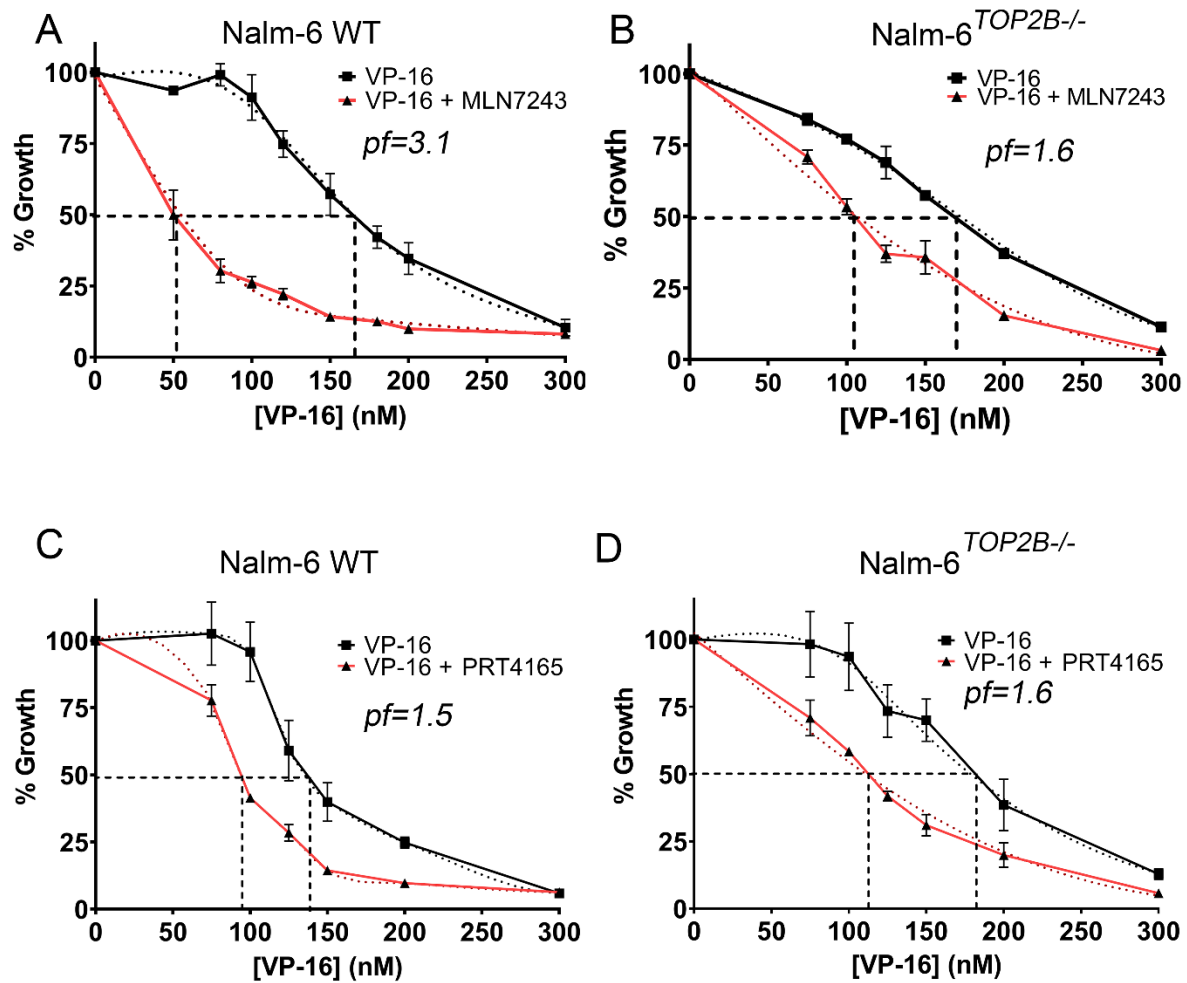 A
Nalm-6 WT
VP-16
VP-16 + MLN7243
pf=3.1
100
75
50
25
0
% Growth
0 50 100 150 200 250 300
[VP-16] (nM)
B
Nalm-6 TOP2B-/-
VP-16
VP-16 + MLN7243
pf=1.6
100
75
50
25
0
% Growth
0 50 100 150 200 250 300
[VP-16] (nM)
C
Nalm-6 WT
VP-16
VP-16 + PRT4165
pf=1.5
100
75
50
25
0
% Growth
0 50 100 150 200 250 300
[VP-16] (nM)
D
Nalm-6 TOP2B-/-
VP-16
VP-16 + PRT4165
pf=1.6
100
75
50
25
0
% Growth
0 50 100 150 200 250 300
[VP-16] (nM)